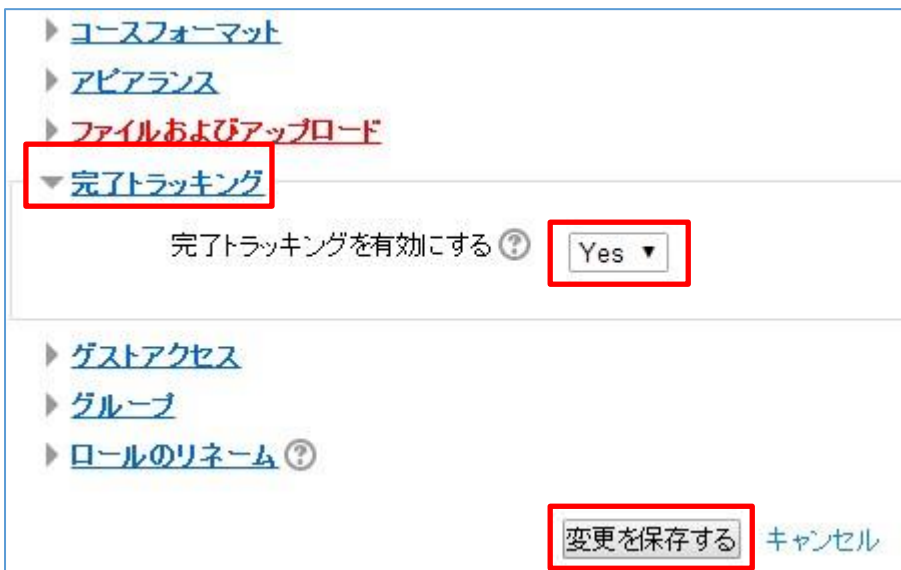 コースフォーマット
アピアランス
ファイルおよびアップロード
完了トラッキング
完了トラッキングを有効にする ? Yes
ゲストアクセス
グループ
ロールのリネーム ?
変更を保存する キャンセル